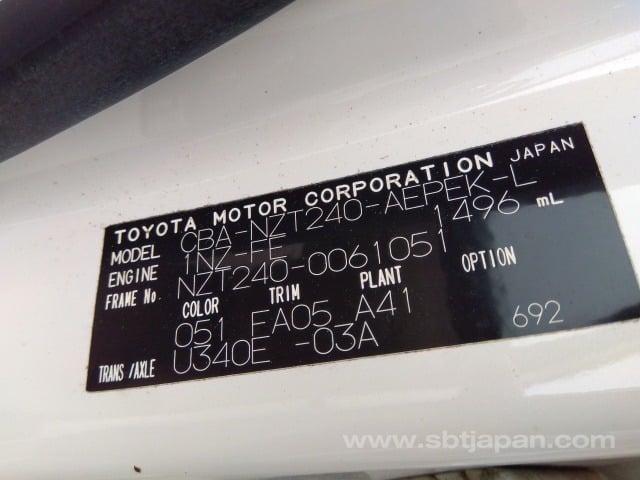 TOYOTA MOTOR CORPORATION JAPAN
MODEL CBA-NZT240-AEPEK-L
ENGINE 1NZ-FE 1496 mL
FRAME No NZT240-0061051
COLOR TRIM PLANT OPTION
051 FA05 A41
TRANS/AXLE U340E -03A 692
www.sbtjapan.com